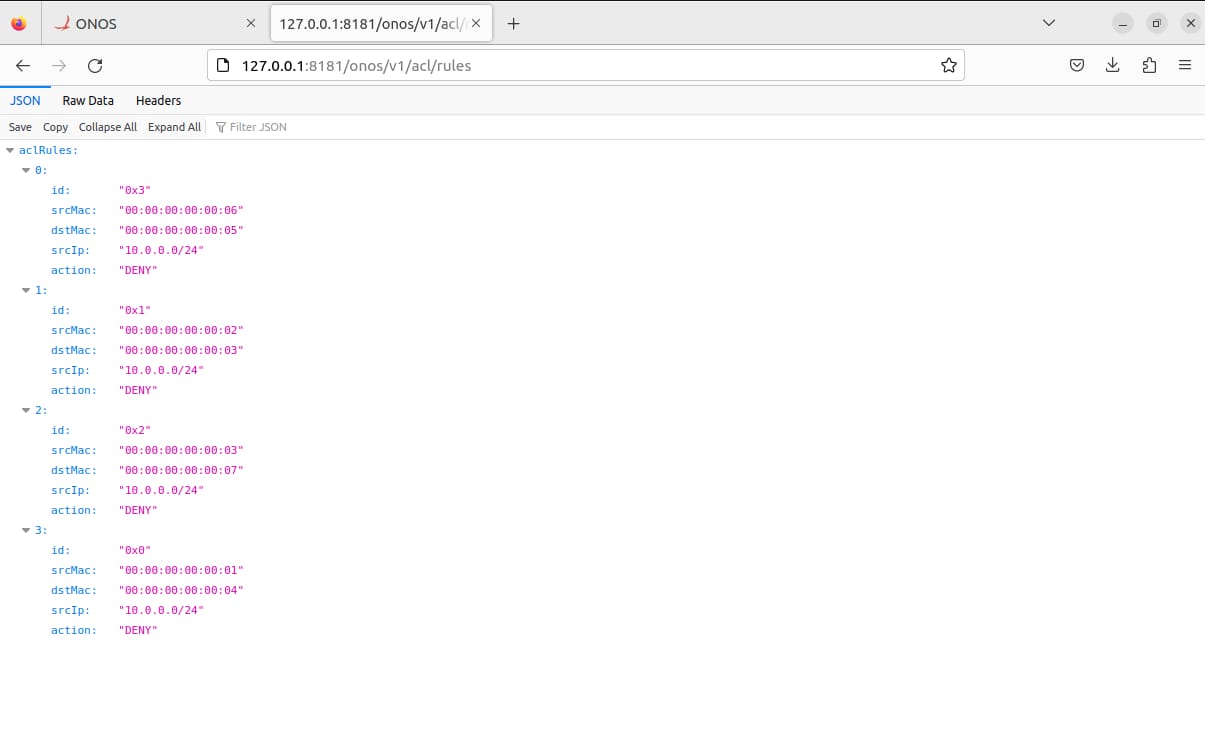 ONOS
127.0.0.1:8181/onos/v1/acl/
127.0.0.1:8181/onos/v1/acl/rules
JSON Raw Data Headers
Save Copy Collapse All Expand All Filter JSON
aclRules:
0:
id: "0x3"
srcMac: "00:00:00:00:00:06"
dstMac: "00:00:00:00:00:05"
srcIp: "10.0.0.0/24"
action: "DENY"
1:
id: "0x1"
srcMac: "00:00:00:00:00:02"
dstMac: "00:00:00:00:00:03"
srcIp: "10.0.0.0/24"
action: "DENY"
2:
id: "0x2"
srcMac: "00:00:00:00:00:03"
dstMac: "00:00:00:00:00:07"
srcIp: "10.0.0.0/24"
action: "DENY"
3:
id: "0x0"
srcMac: "00:00:00:00:00:01"
dstMac: "00:00:00:00:00:04"
srcIp: "10.0.0.0/24"
action: "DENY"